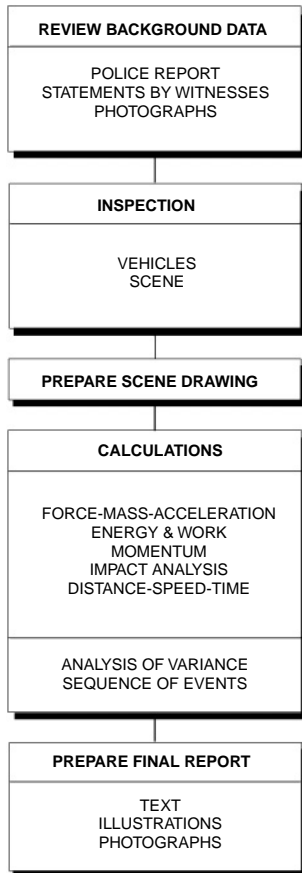 REVIEW BACKGROUND DATA
POLICE REPORT
STATEMENTS BY WITNESSES
PHOTOGRAPHS
INSPECTION
VEHICLES
SCENE
PREPARE SCENE DRAWING
CALCULATIONS
FORCE-MASS-ACCELERATION
ENERGY & WORK
MOMENTUM
IMPACT ANALYSIS
DISTANCE-SPEED-TIME
ANALYSIS OF VARIANCE
SEQUENCE OF EVENTS
PREPARE FINAL REPORT
TEXT
ILLUSTRATIONS
PHOTOGRAPHS